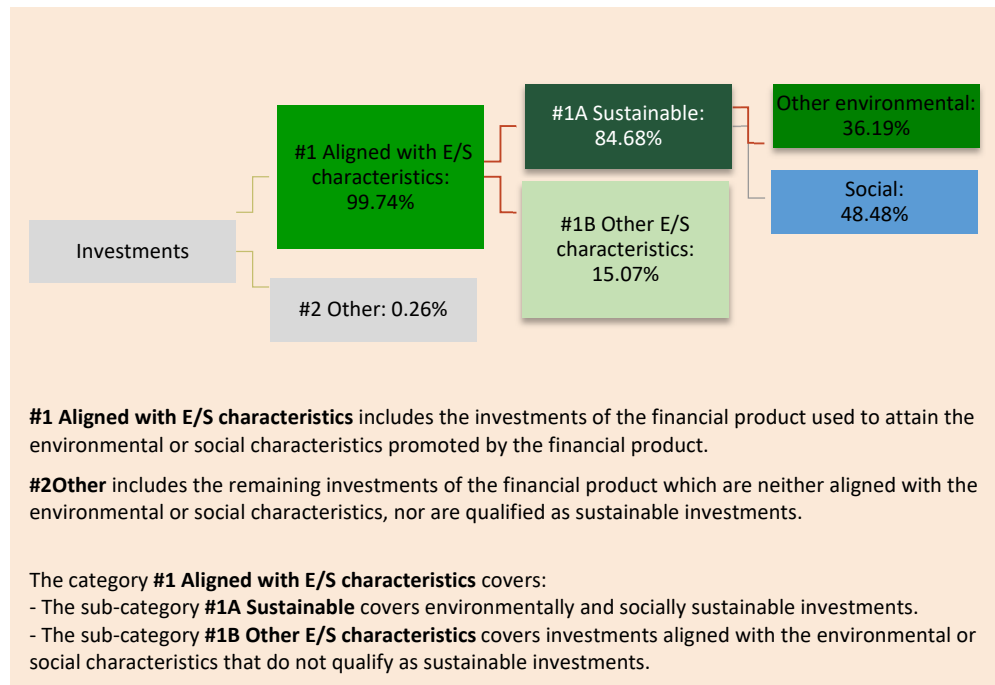 Investments
#1 Aligned with E/S
characteristics:
99.74%
#2 Other: 0.26%
#1A Sustainable:
84.68%
#1B Other E/S
characteristics:
15.07%
Other environmental:
36.19%
Social:
48.48%
#1 Aligned with E/S characteristics includes the investments of the financial product used to attain the
environmental or social characteristics promoted by the financial product.
#2Other includes the remaining investments of the financial product which are neither aligned with the
environmental or social characteristics, nor are qualified as sustainable investments.
The category #1 Aligned with E/S characteristics covers:
- The sub-category #1A Sustainable covers environmentally and socially sustainable investments.
- The sub-category #1B Other E/S characteristics covers investments aligned with the environmental or
social characteristics that do not qualify as sustainable investments.